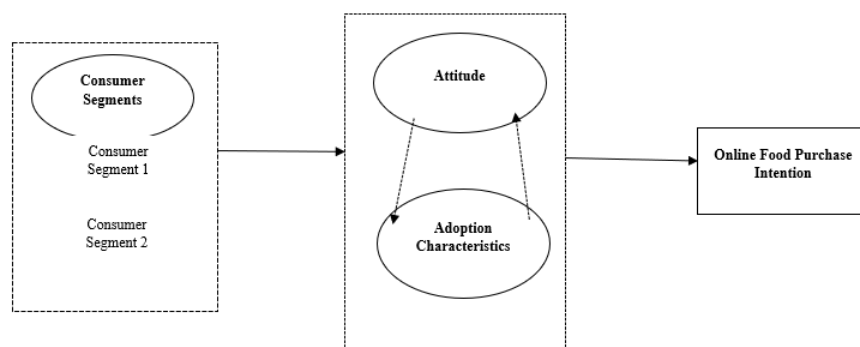 Consumer
Segments
Consumer
Segment 1
Consumer
Segment 2
Attitude
Adoption
Characteristics
Online Food Purchase
Intention